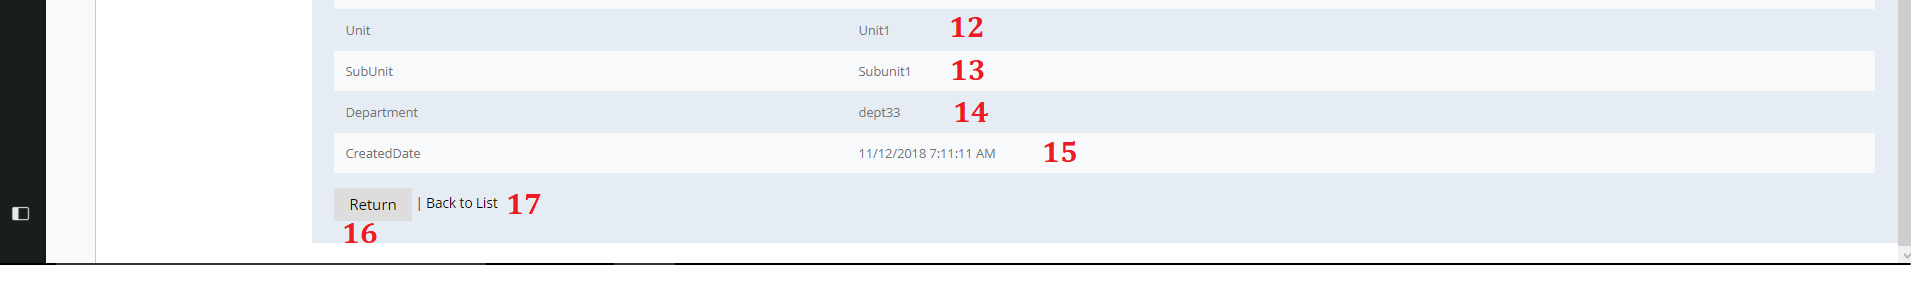 Unit Unit1 12
SubUnit Subunit1 13
Department dept33 14
CreatedDate 11/12/2018 7:11:11 AM 15
Return | Back to List 17
16